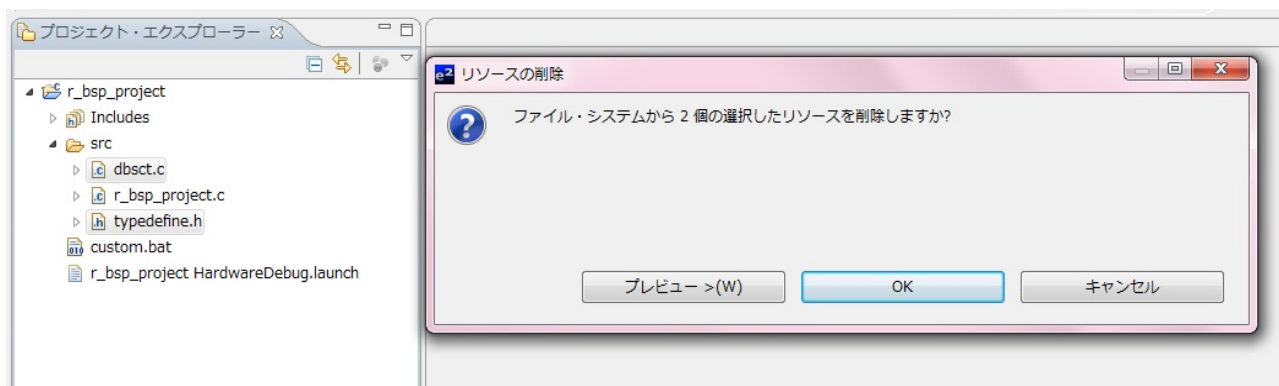 プロジェクト・エクスプローラー
r_bsp_project
Includes
src
dbsct.c
r_bsp_project.c
typedefine.h
custom.bat
r_bsp_project HardwareDebug.launch
e2 リソースの削除
ファイル・システムから 2 個の選択したリソースを削除しますか?
プレビュー >(W)
OK
キャンセル